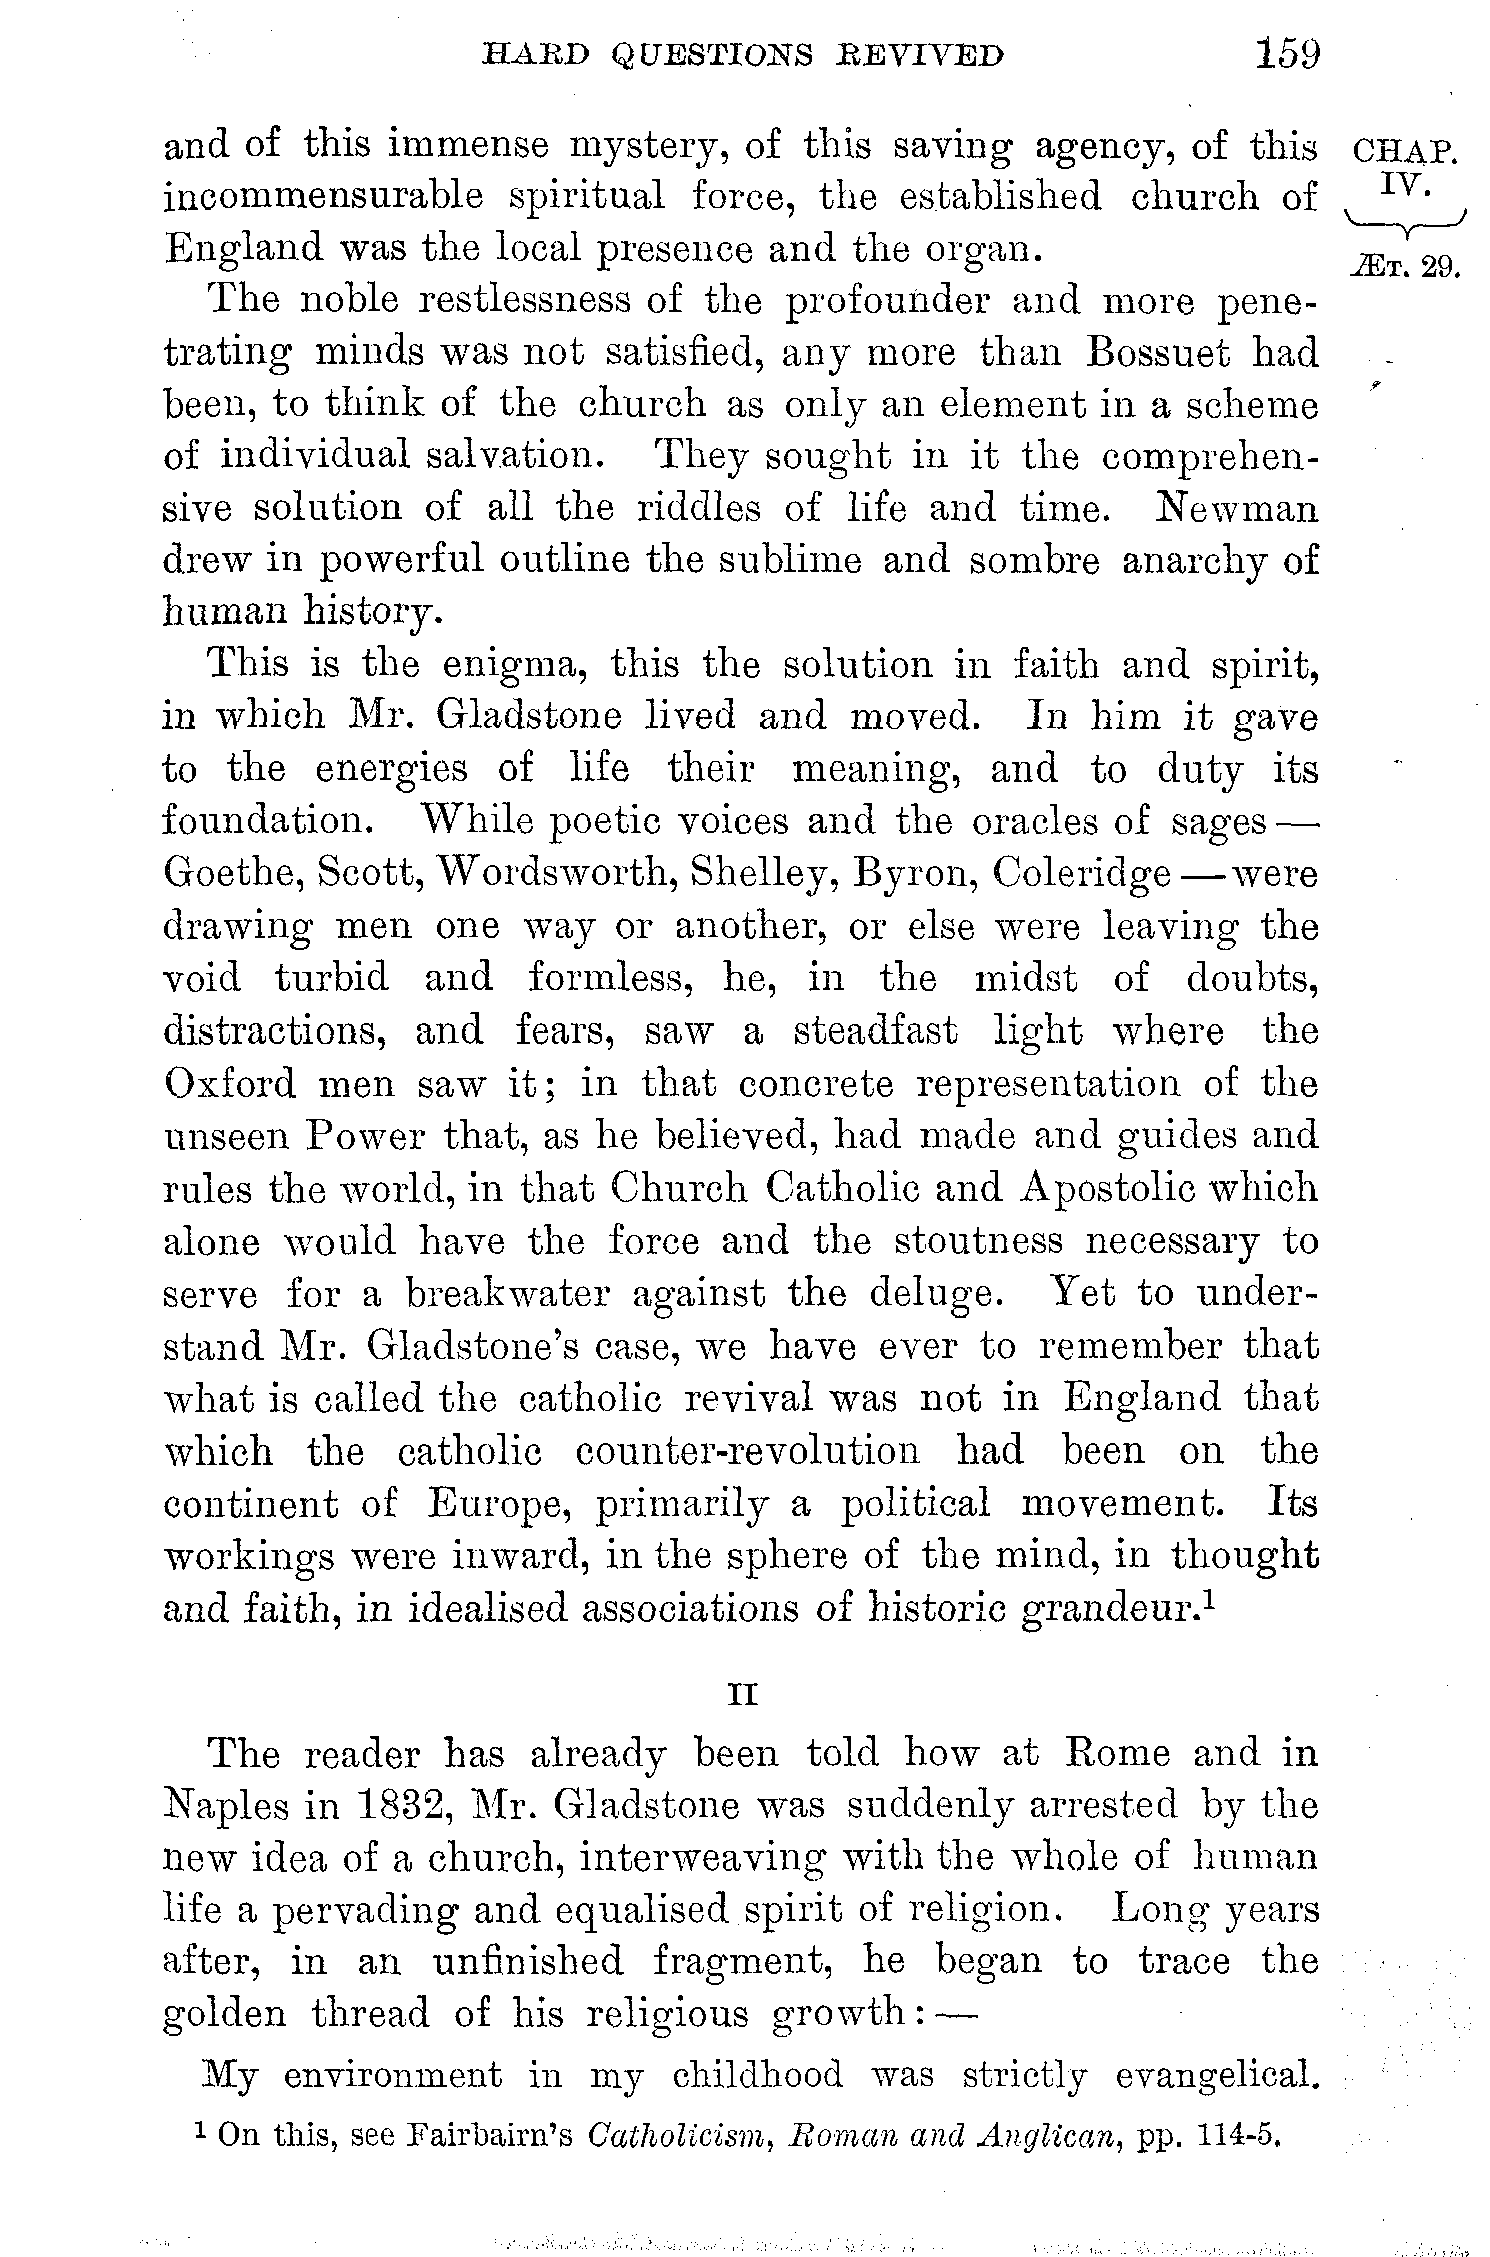 HARD QUESTIONS REVIVED 159
and of this immense mystery, of this saving agency, of this
incommensurable spiritual force, the established church of
England was the local presence and the organ.
CHAP.
IV.
ÆT. 29.
The noble restlessness of the profounder and more pene-
trating minds was not satisfied, any more than Bossuet had
been, to think of the church as only an element in a scheme
of individual salvation. They sought in it the comprehen-
sive solution of all the riddles of life and time. Newman
drew in powerful outline the sublime and sombre anarchy of
human history.
This is the enigma, this the solution in faith and spirit,
in which Mr. Gladstone lived and moved. In him it gave
to the energies of life their meaning, and to duty its
foundation. While poetic voices and the oracles of sages —
Goethe, Scott, Wordsworth, Shelley, Byron, Coleridge — were
drawing men one way or another, or else were leaving the
void turbid and formless, he, in the midst of doubts,
distractions, and fears, saw a steadfast light where the
Oxford men saw it; in that concrete representation of the
unseen Power that, as he believed, had made and guides and
rules the world, in that Church Catholic and Apostolic which
alone would have the force and the stoutness necessary to
serve for a breakwater against the deluge. Yet to under-
stand Mr. Gladstone's case, we have ever to remember that
what is called the catholic revival was not in England that
which the catholic counter-revolution had been on the
continent of Europe, primarily a political movement. Its
workings were inward, in the sphere of the mind, in thought
and faith, in idealised associations of historic grandeur.¹
II
The reader has already been told how at Rome and in
Naples in 1832, Mr. Gladstone was suddenly arrested by the
new idea of a church, interweaving with the whole of human
life a pervading and equalised spirit of religion. Long years
after, in an unfinished fragment, he began to trace the
golden thread of his religious growth: —
My environment in my childhood was strictly evangelical.
¹ On this, see Fairbairn's Catholicism, Roman and Anglican, pp. 114-5.